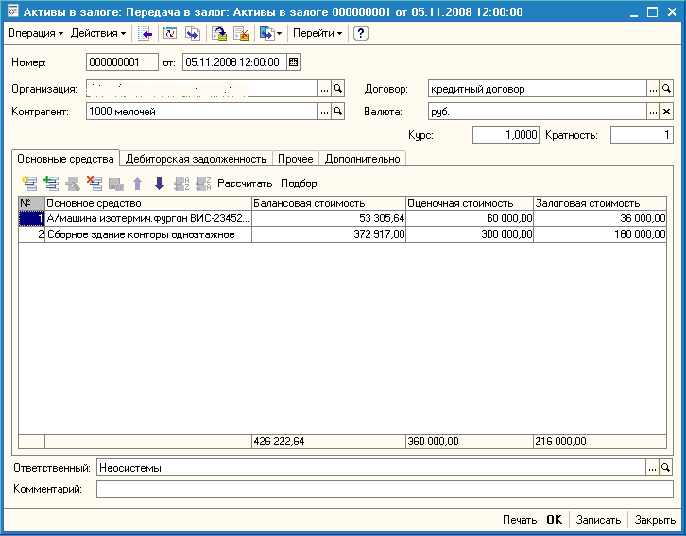 Активы в залоге: Передача в залог: Активы в залоге 000000001 от 05.11.2008 12:00:00
Операция Действия Перейти ?
Номер: 000000001 от: 05.11.2008 12:00:00
Организация: ... Договор: кредитный договор ...
Контрагент: 1000 мелочей ... Валюта: руб. ...
Курс: 1,0000 Кратность: 1
Основные средства Дебиторская задолженность Прочее Дополнительно
Рассчитать Подбор
№ Основное средство Балансовая стоимость Оценочная стоимость Залоговая стоимость
1 А/машина изотермич.фургон ВИС-23452... 53 305,64 60 000,00 36 000,00
2 Сборное здание конторы одноэтажное 372 917,00 300 000,00 180 000,00
426 222,64 360 000,00 216 000,00
Ответственный: Неосистемы ...
Комментарий:
Печать OK Записать Закрыть